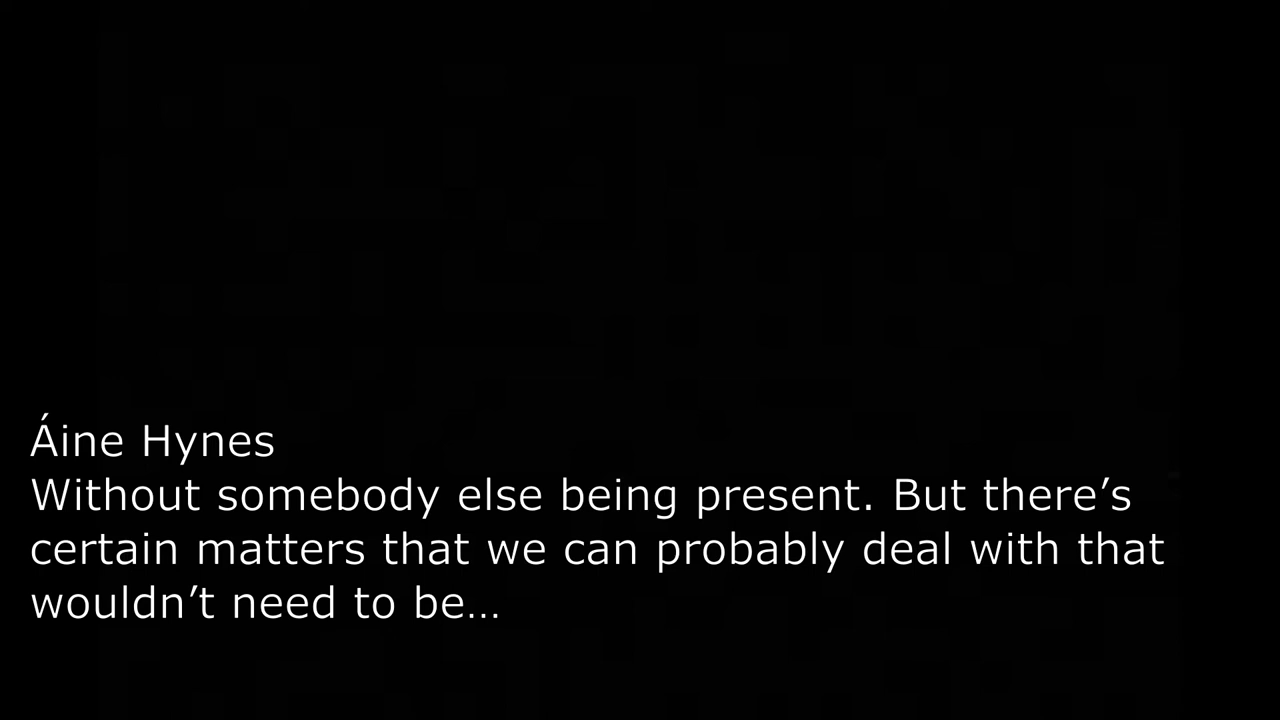 Áine Hynes
Without somebody else being present. But there’s
certain matters that we can probably deal with that
wouldn’t need to be…